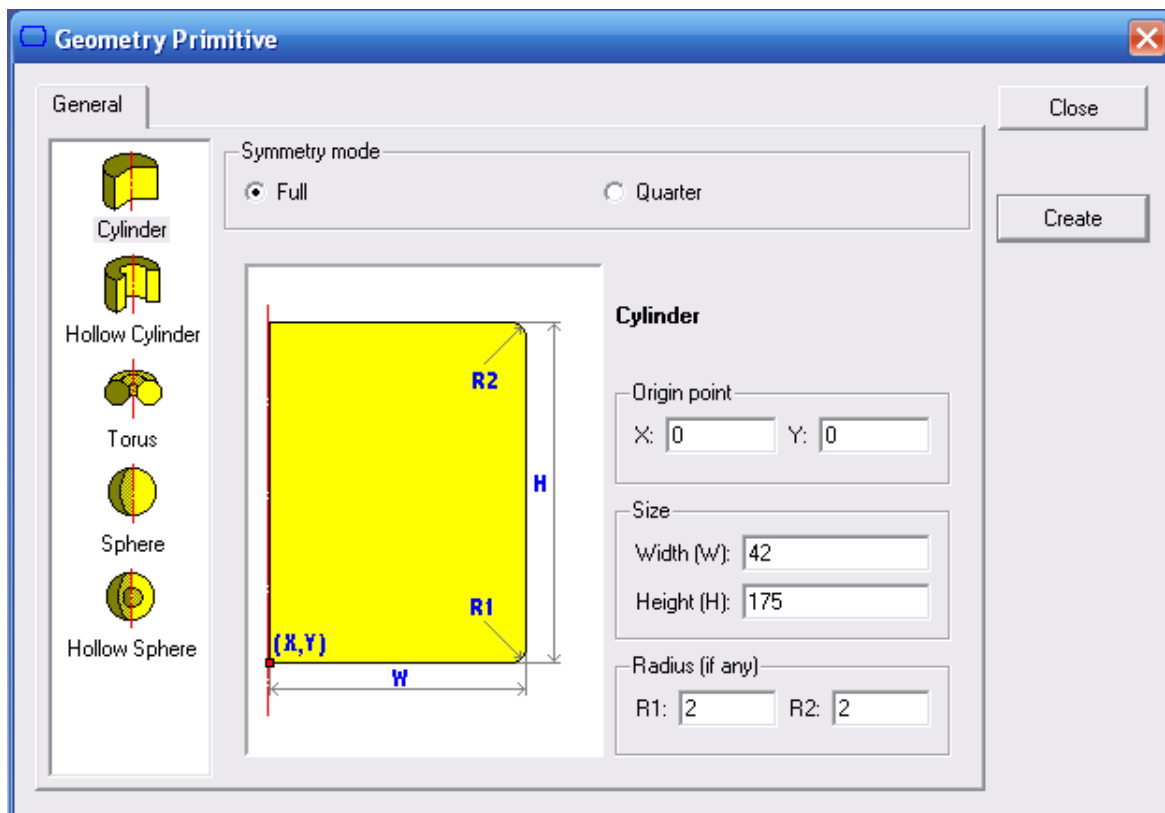 Geometry Primitive
General
Close
Create
Symmetry mode
Full
Quarter
Cylinder
Hollow Cylinder
Torus
Sphere
Hollow Sphere
R2
H
R1
(X,Y)
W
Cylinder
Origin point
X: 0 Y: 0
Size
Width (W): 42
Height (H): 175
Radius (if any)
R1: 2 R2: 2